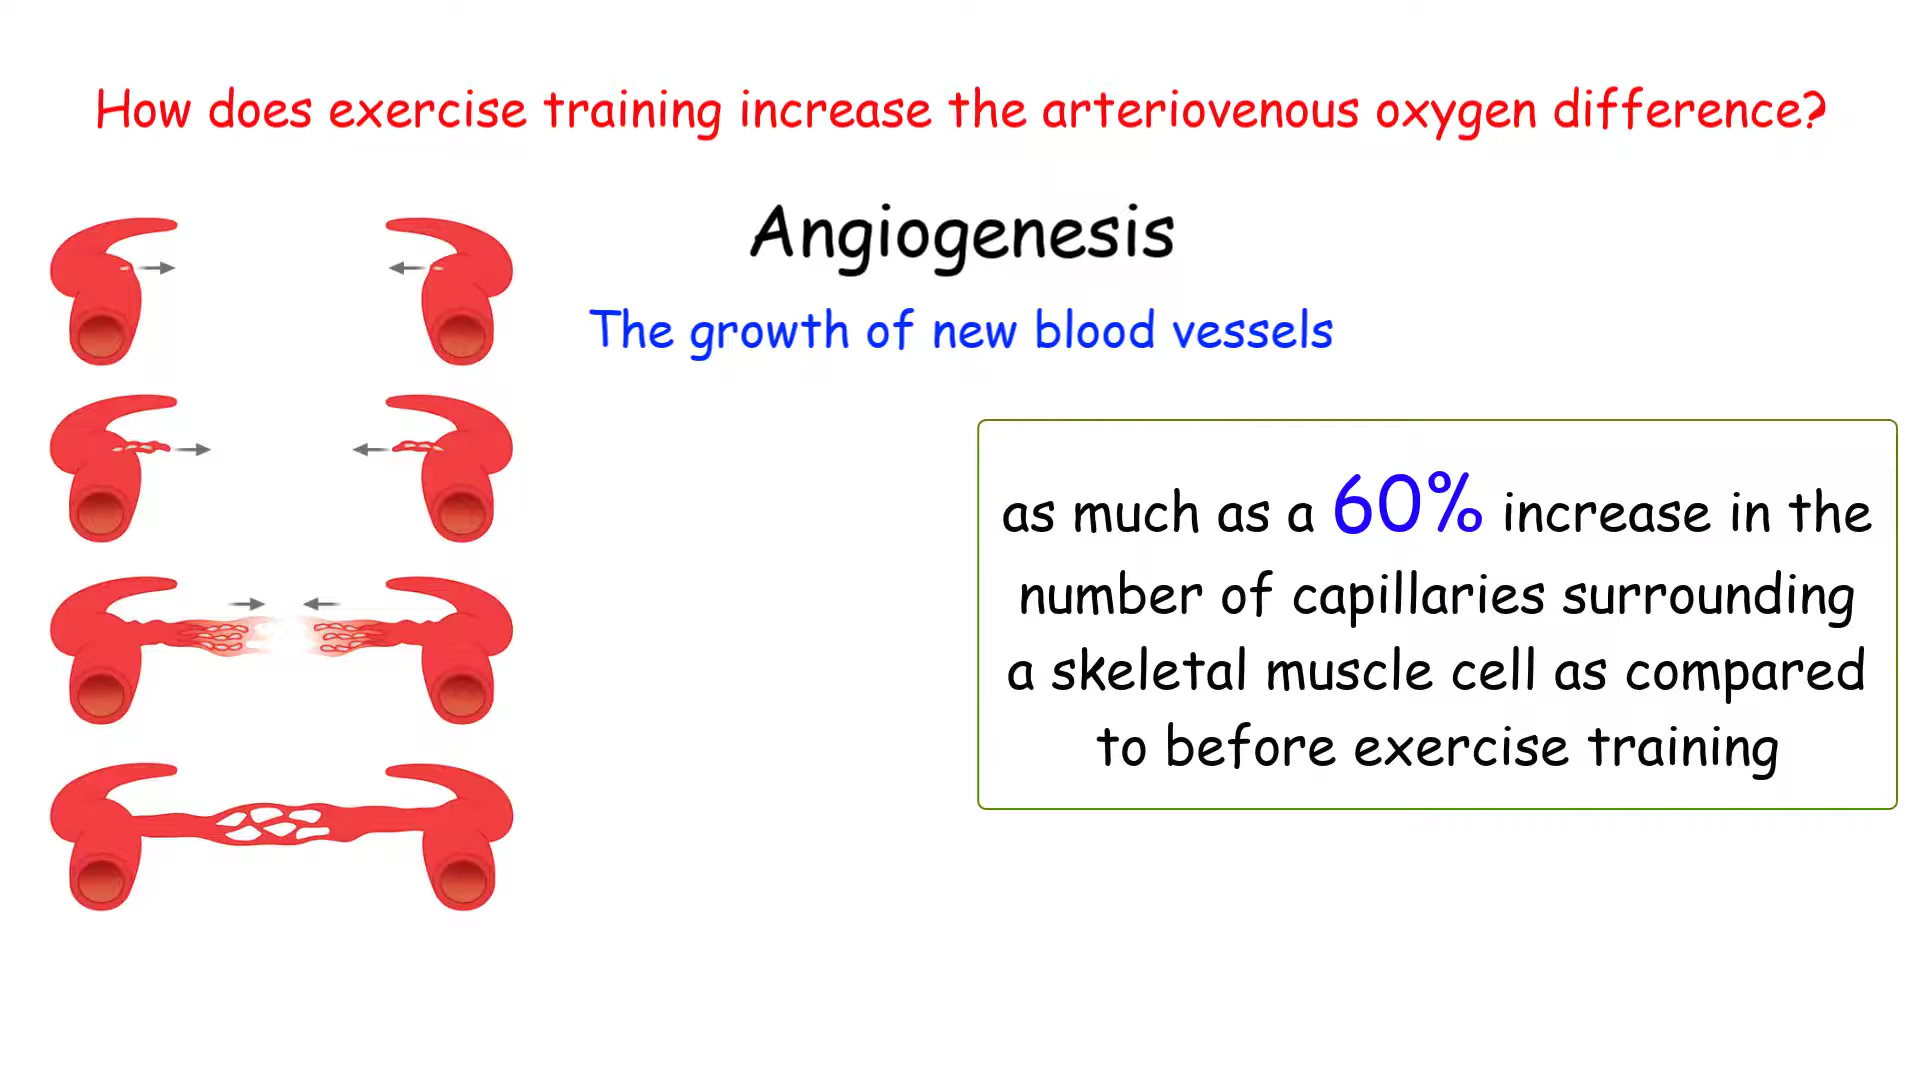 How does exercise training increase the arteriovenous oxygen difference?
Angiogenesis
The growth of new blood vessels
as much as a 60% increase in the
number of capillaries surrounding
a skeletal muscle cell as compared
to before exercise training